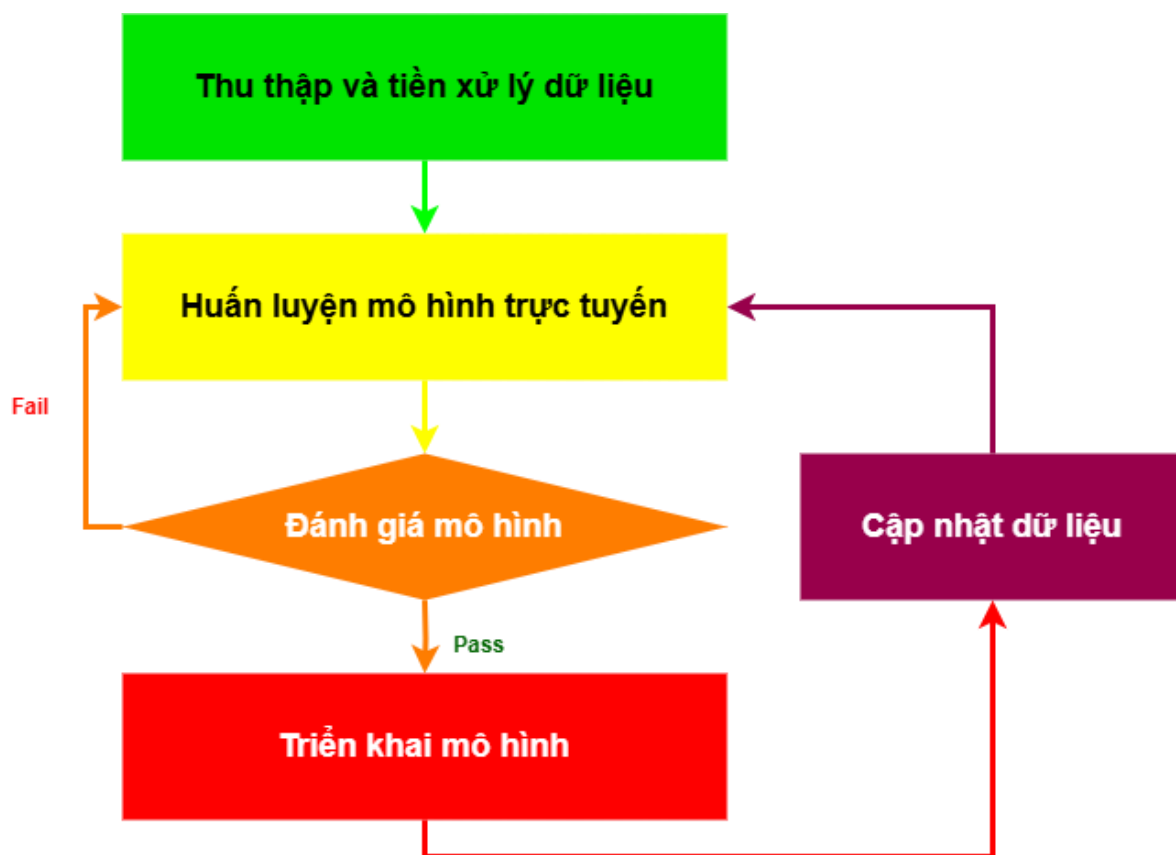 Thu thập và tiền xử lý dữ liệu
Huấn luyện mô hình trực tuyến
Fail
Đánh giá mô hình
Cập nhật dữ liệu
Pass
Triển khai mô hình